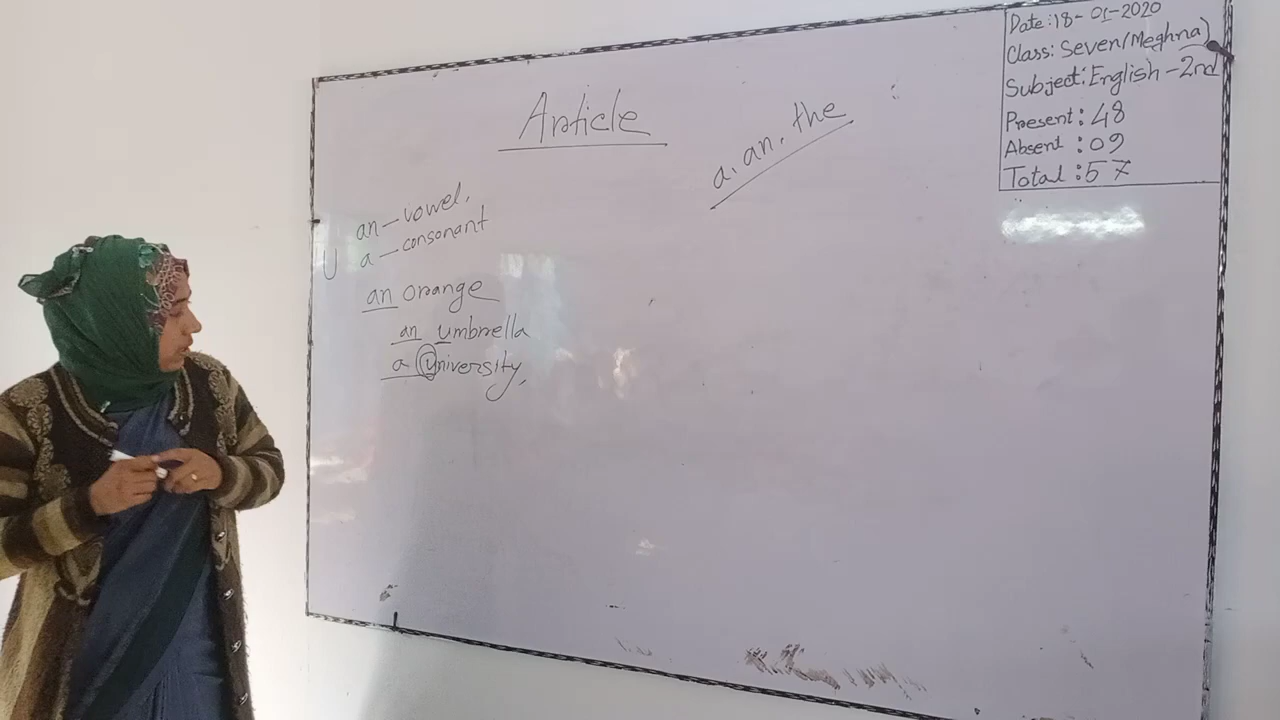 Article
a, an, the
Date: 18-01-2020
Class: Seven (Meghna)
Subject: English-2nd
Present: 48
Absent: 09
Total: 57
an - vowel,
U a - consonant
an orange
an umbrella
a University,